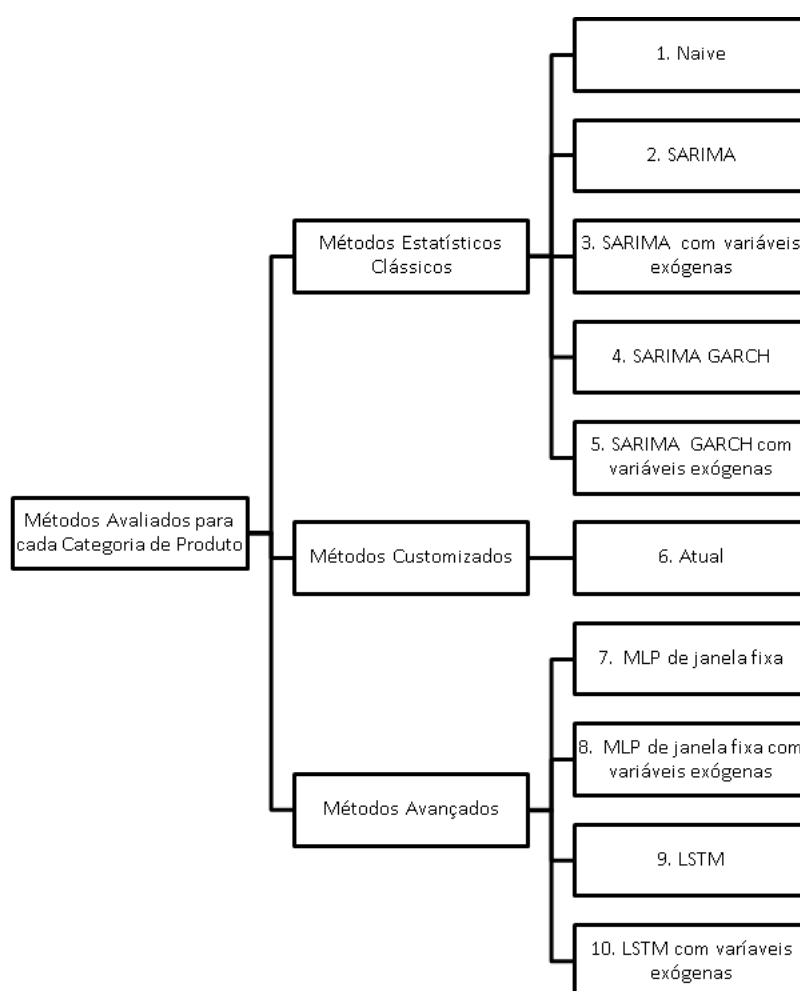 Métodos Avaliados para
cada Categoria de Produto
Métodos Estatísticos
Clássicos
1. Naive
2. SARIMA
3. SARIMA com variáveis
exógenas
4. SARIMA GARCH
5. SARIMA GARCH com
variáveis exógenas
Métodos Customizados
6. Atual
Métodos Avançados
7. MLP de janela fixa
8. MLP de janela fixa com
variáveis exógenas
9. LSTM
10. LSTM com varíaveis
exógenas